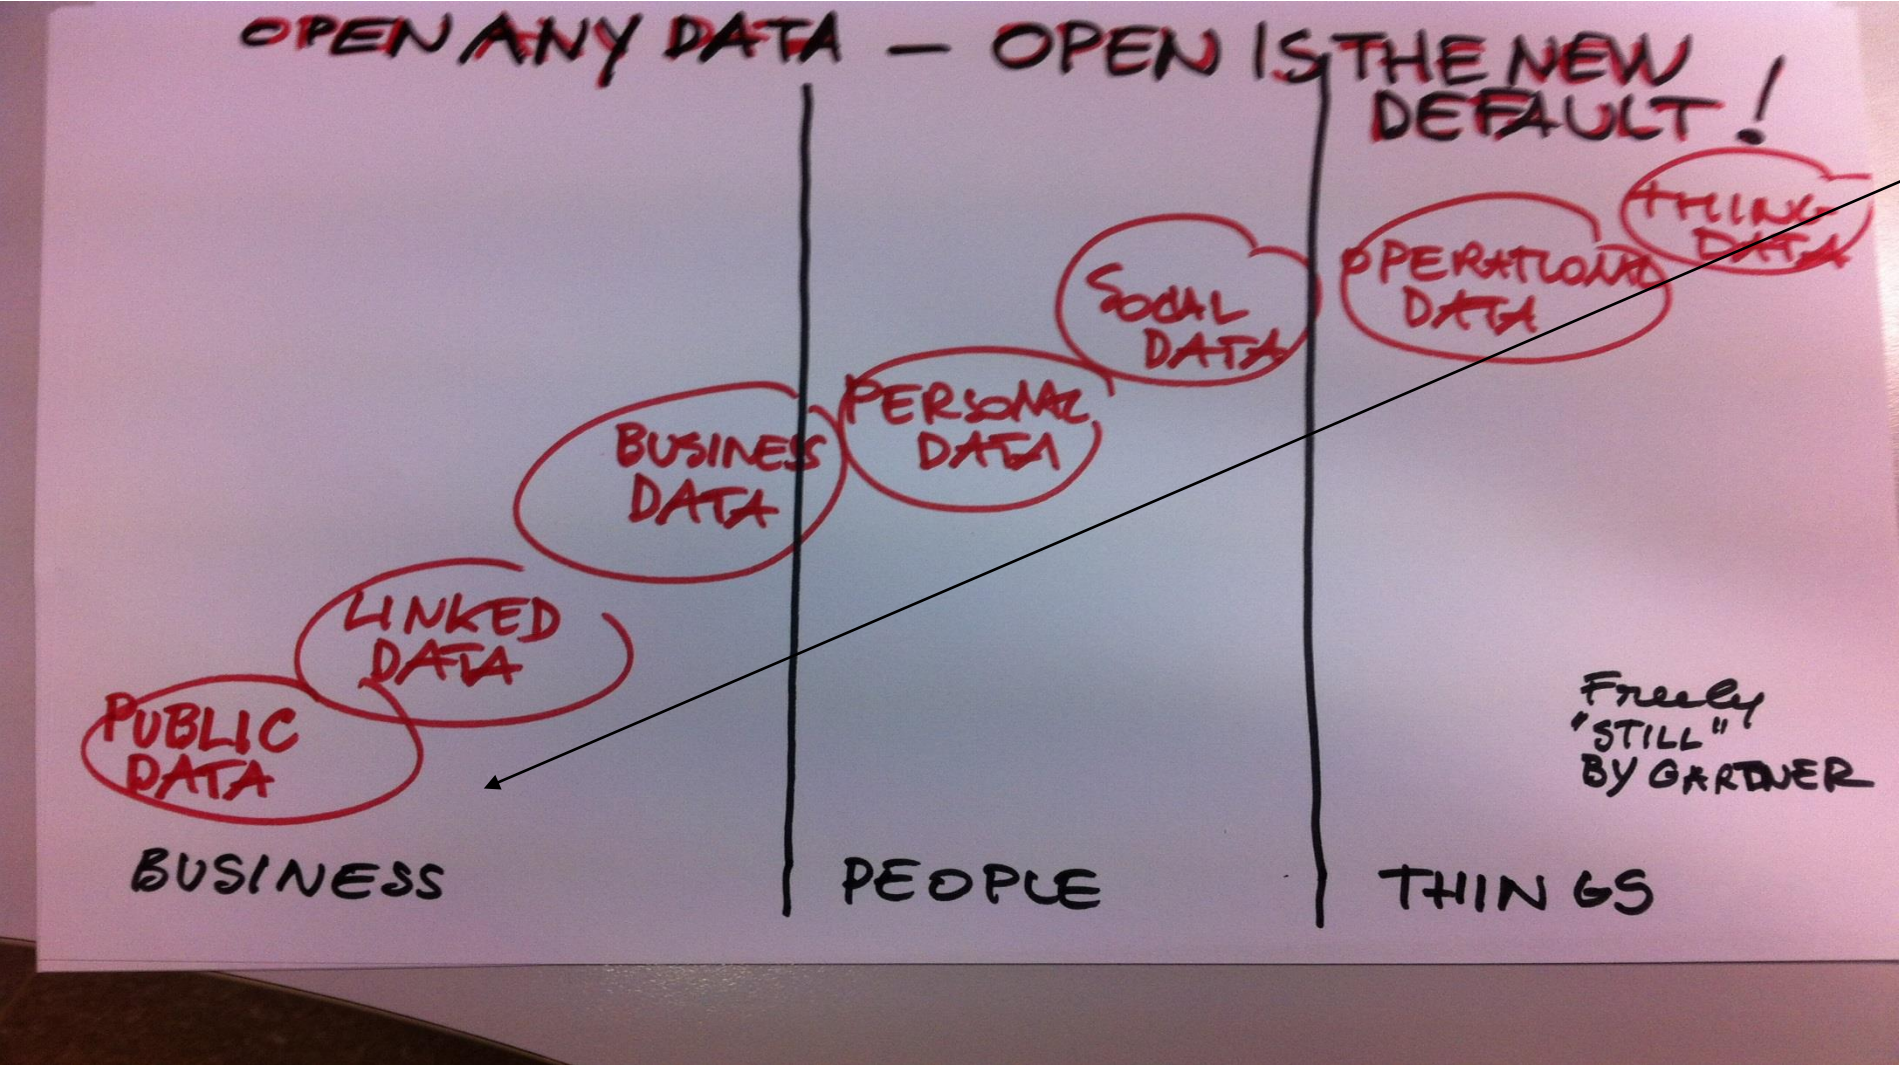 OPEN ANY DATA — OPEN IS THE NEW
DEFAULT!
THING
DATA
OPERATIONAL
DATA
SOCIAL
DATA
PERSONAL
DATA
BUSINESS
DATA
LINKED
DATA
PUBLIC
DATA
Freely
"STILL"
BY GARTNER
BUSINESS
PEOPLE
THINGS